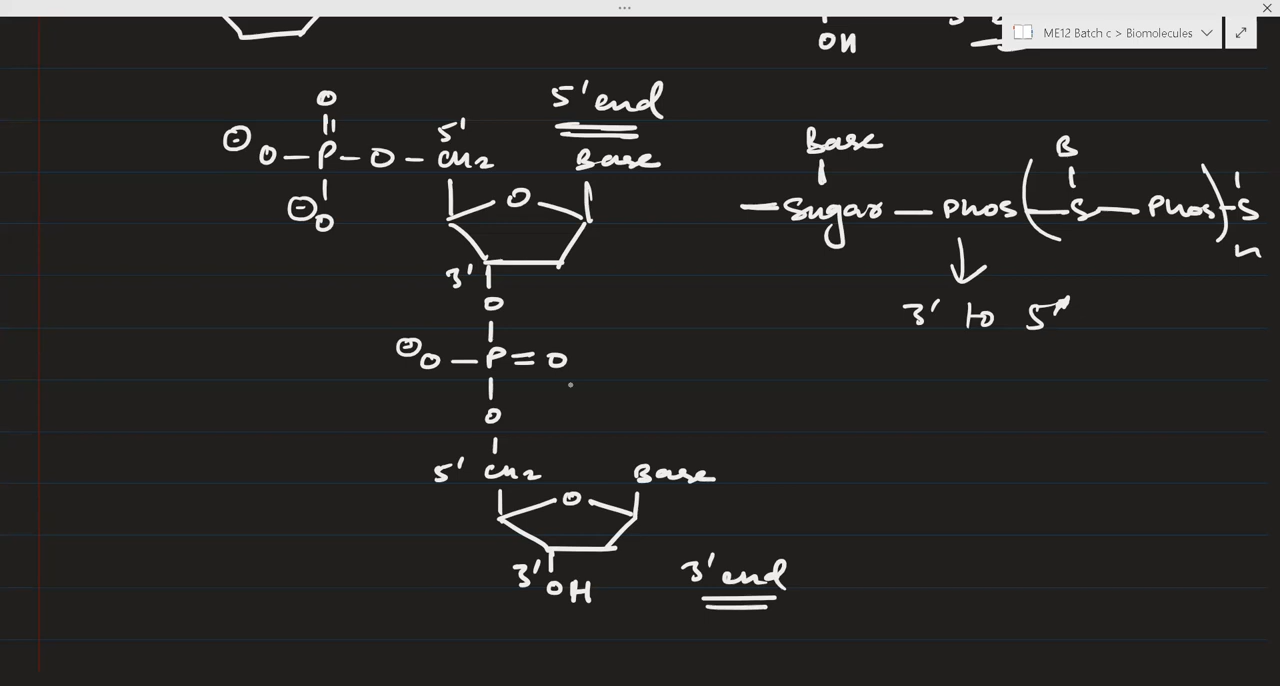 ME12 Batch c > Biomolecules
OH
5' end
O
⊖ O — P — O — CH2
5'
Base
⊖ O
O
3'
O
⊖ O — P = O
O
5' CH2
Base
O
3' OH
3' end
Base
B
— Sugar — Phos ( — S — Phos ) — S
n
3' to 5'